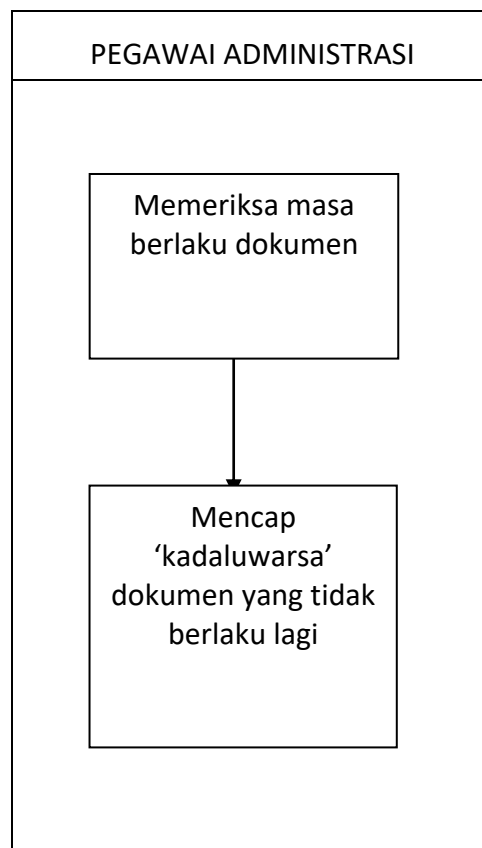 PEGAWAI ADMINISTRASI
Memeriksa masa
berlaku dokumen
Mencap
‘kadaluwarsa’
dokumen yang tidak
berlaku lagi